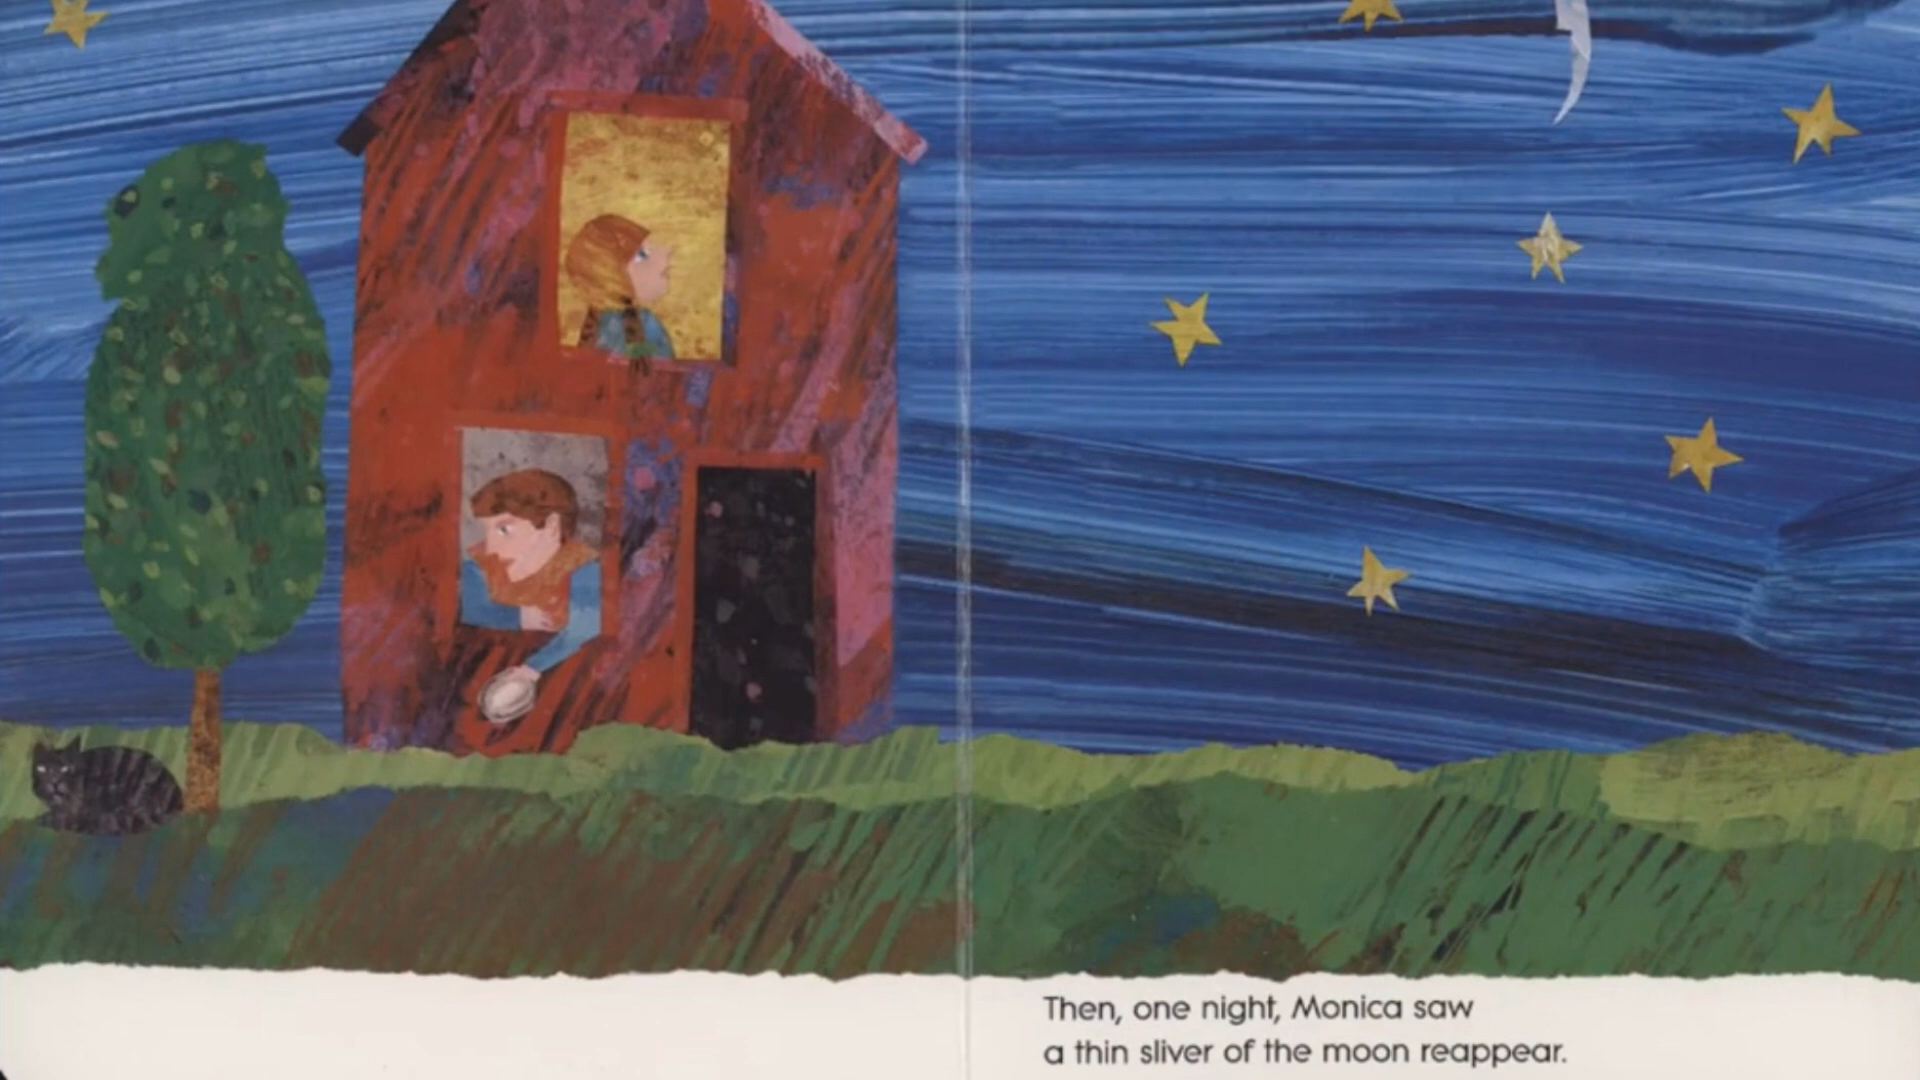 Then, one night, Monica saw
a thin sliver of the moon reappear.